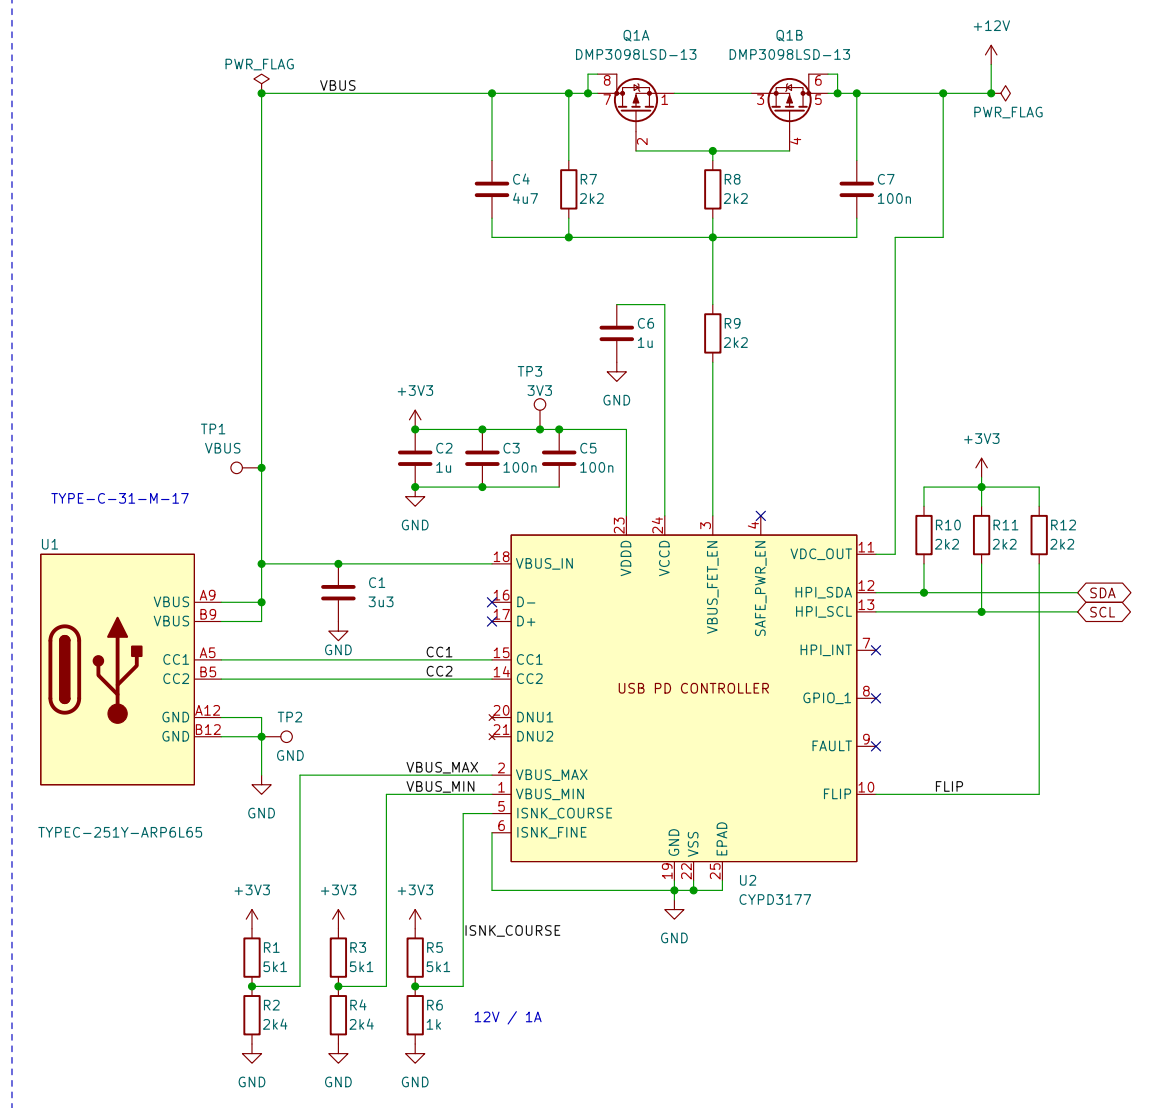 +12V
Q1A
DMP3098LSD-13
Q1B
DMP3098LSD-13
PWR_FLAG
VBUS
8
7
1
2
3
6
5
4
PWR_FLAG
C4
4u7
R7
2k2
R8
2k2
C7
100n
C6
1u
GND
R9
2k2
+3V3
TP3
3V3
TP1
VBUS
C2
1u
C3
100n
C5
100n
GND
+3V3
R10
2k2
R11
2k2
R12
2k2
TYPE-C-31-M-17
U1
VBUS A9
VBUS B9
CC1 A5
CC2 B5
GND A12
GND B12
TYPEC-251Y-ARP6L65
C1
3u3
GND
CC1
CC2
TP2
GND
GND
VBUS_MAX
VBUS_MIN
23
VDDD
24
VCCD
3
VBUS_FET_EN
4
SAFE_PWR_EN
18 VBUS_IN
16 D-
17 D+
15 CC1
14 CC2
20 DNU1
21 DNU2
2 VBUS_MAX
1 VBUS_MIN
5 ISNK_COURSE
6 ISNK_FINE
USB PD CONTROLLER
VDC_OUT 11
HPI_SDA 12
HPI_SCL 13
HPI_INT 7
GPIO_1 8
FAULT 9
FLIP 10
SDA
SCL
FLIP
GND
19
VSS
22
EPAD
25
U2
CYPD3177
GND
ISNK_COURSE
+3V3
+3V3
+3V3
R1
5k1
R3
5k1
R5
5k1
R2
2k4
R4
2k4
R6
1k
12V / 1A
GND
GND
GND